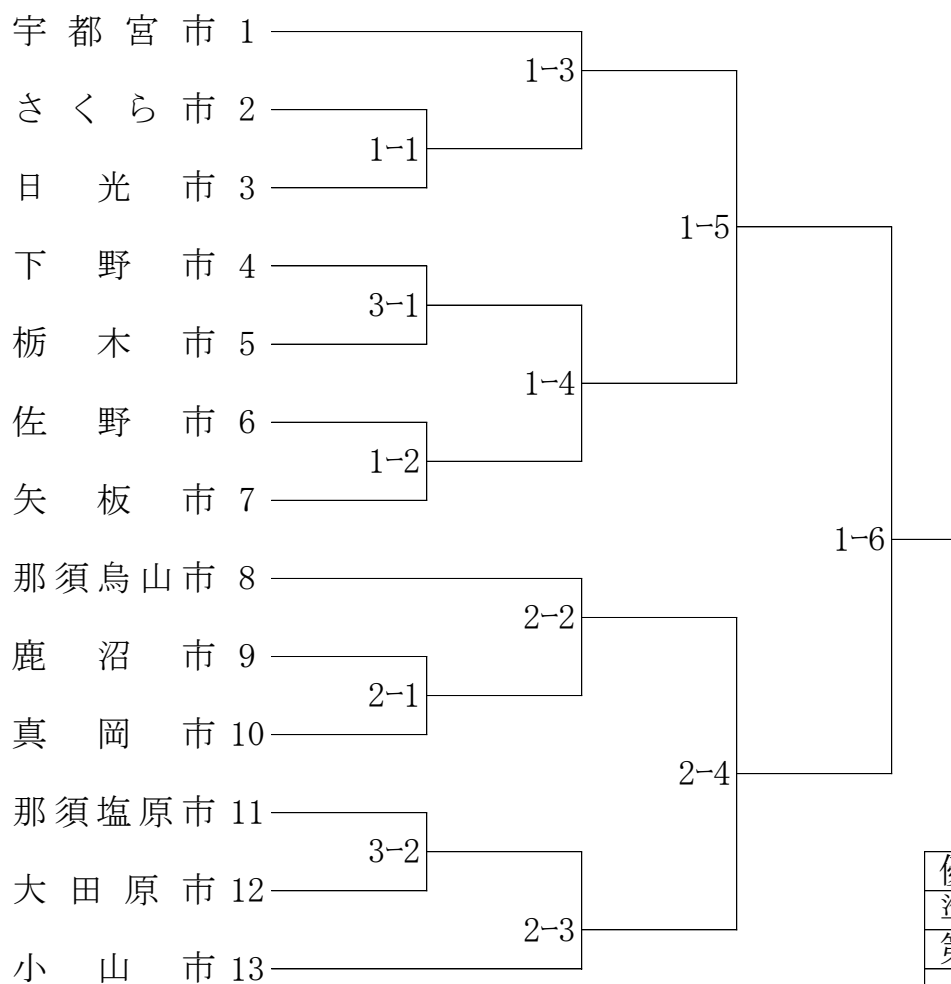 宇都宮市 1
1-3
さくら市 2
1-1
日光市 3
1-5
下野市 4
3-1
栃木市 5
1-4
佐野市 6
1-2
矢板市 7
1-6
那須烏山市 8
2-2
鹿沼市 9
2-1
真岡市 10
2-4
那須塩原市 11
3-2
大田原市 12
2-3
小山市 13